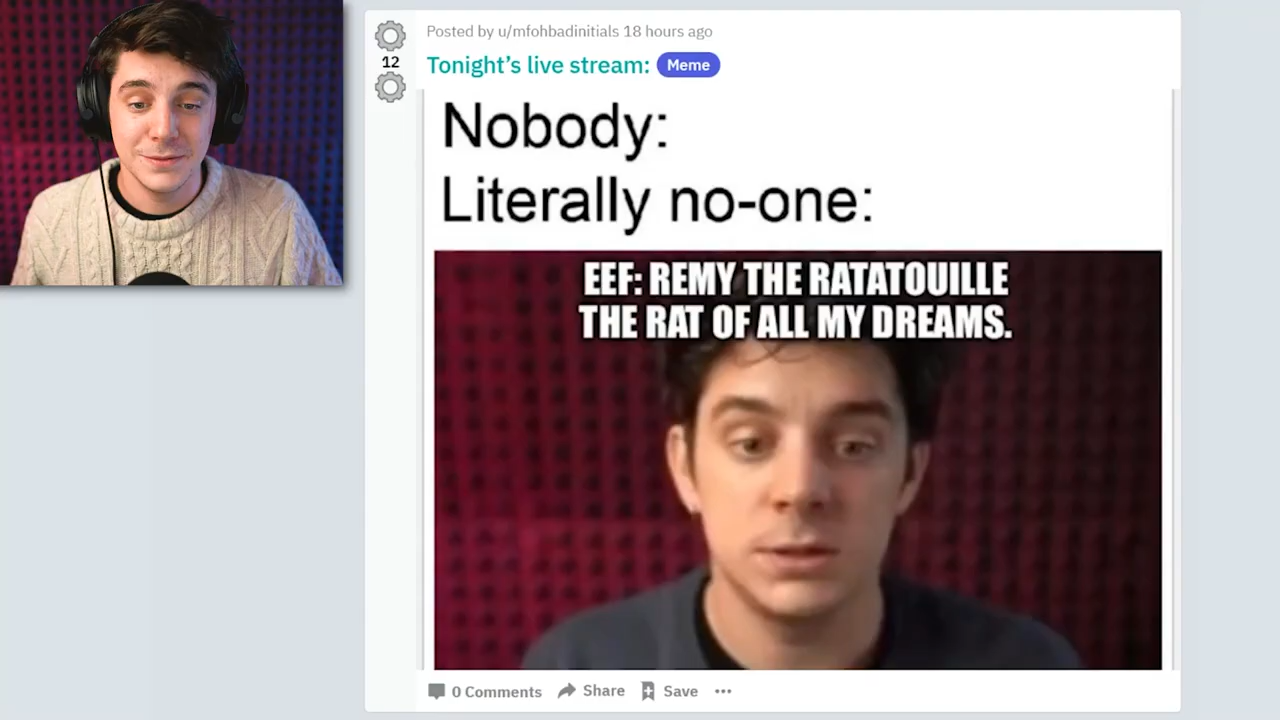 Posted by u/mfohbadinitials 18 hours ago
12
Tonight’s live stream: Meme
Nobody:
Literally no-one:
EEF: REMY THE RATATOUILLE
THE RAT OF ALL MY DREAMS.
0 Comments Share Save